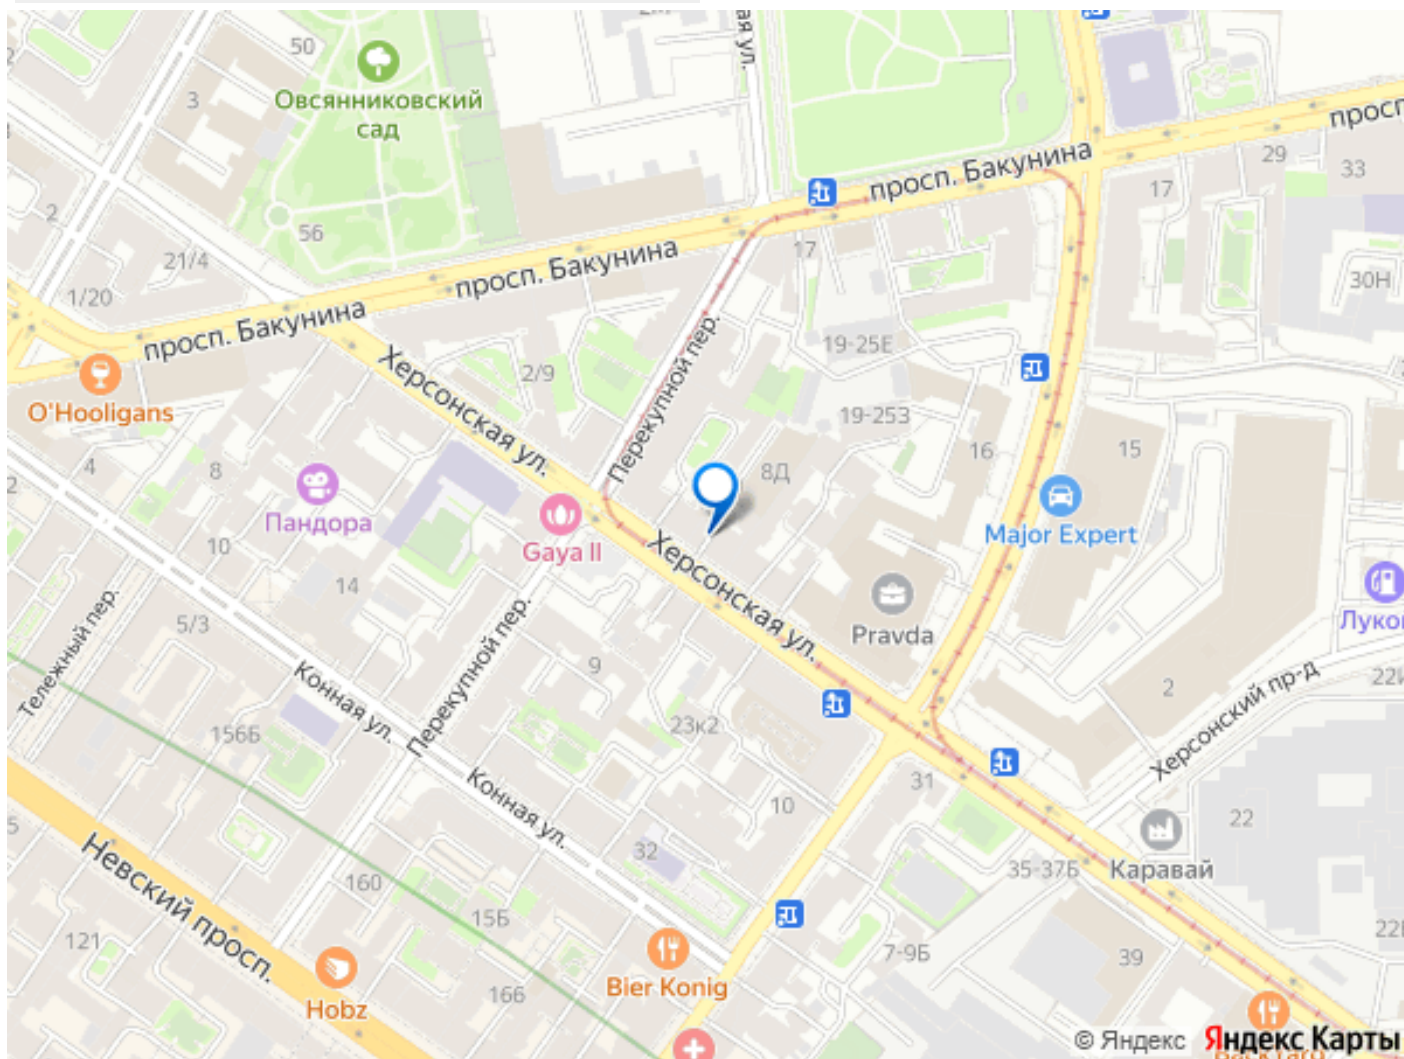 50
ая ул.
Овсянниковский
сад
3
просп. Бакунина
29
33
17
2
56
17
21/4
просп. Бакунина
30Н
1/20
просп. Бакунина
Перекупной пер.
19-25Е
Херсонская ул.
2/9
O'Hooligans
19-253
16
15
4
8
8Д
Пандора
Gaya II
Major Expert
10
Херсонская ул.
14
Pravda
5/3
Луко
Тележный пер.
Перекупной пер.
9
Конная ул.
2
Херсонский пр-д
22И
156Б
23к2
31
10
22
Конная ул.
32
35-37Б
Каравай
Невский просп.
160
15Б
121
7-9Б
39
166
Hobz
Bier Konig
© Яндекс Яндекс Карты